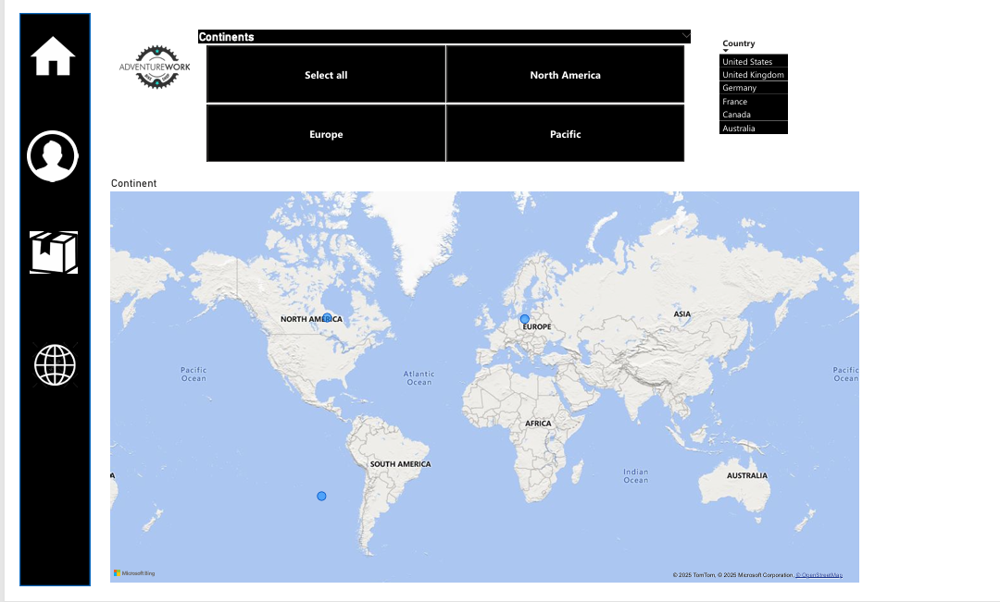 Continents
ADVENTUREWORK
Select all
North America
Europe
Pacific
Country
United States
United Kingdom
Germany
France
Canada
Australia
Continent
NORTH AMERICA
EUROPE
ASIA
Pacific
Ocean
Atlantic
Ocean
Pacific
Ocean
AFRICA
SOUTH AMERICA
Indian
Ocean
A
AUSTRALIA
Microsoft Bing
© 2025 TomTom, © 2025 Microsoft Corporation, © OpenStreetMap